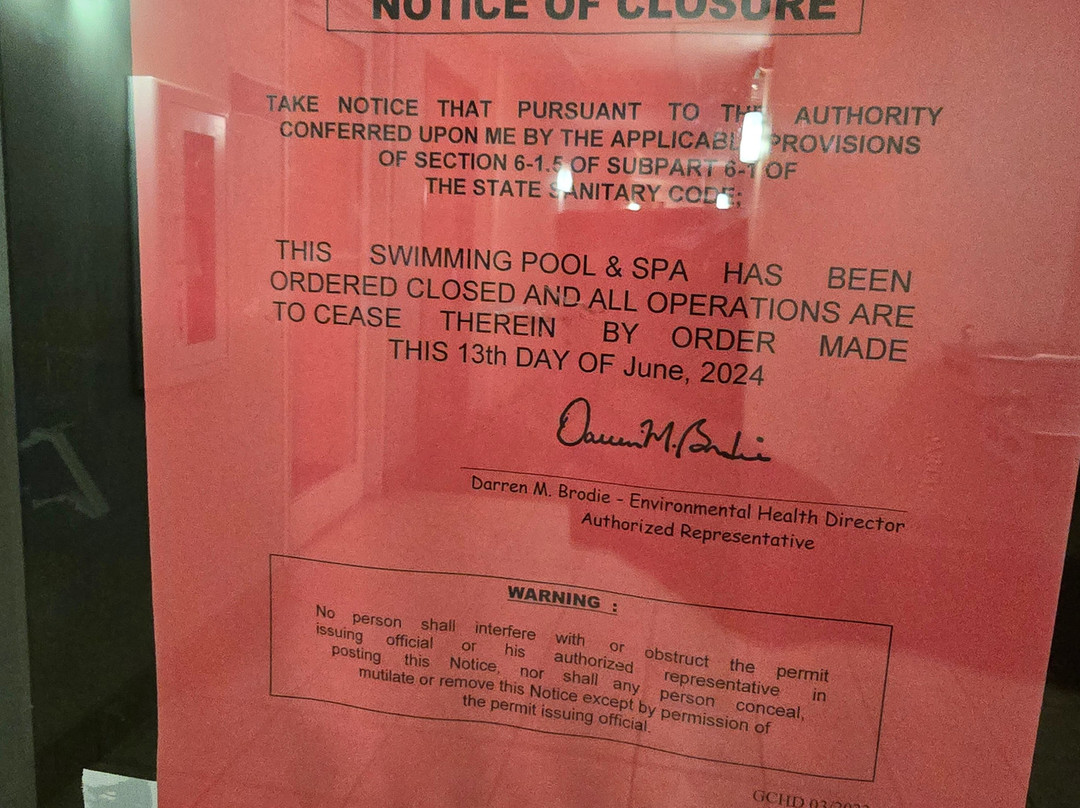 NOTICE OF CLOSURE
TAKE NOTICE THAT PURSUANT TO THE AUTHORITY
CONFERRED UPON ME BY THE APPLICABLE PROVISIONS
OF SECTION 6-1.5 OF SUBPART 6-1 OF
THE STATE SANITARY CODE;
THIS SWIMMING POOL & SPA HAS BEEN
ORDERED CLOSED AND ALL OPERATIONS ARE
TO CEASE THEREIN BY ORDER MADE
THIS 13th DAY OF June, 2024
Darren M. Brodie
Darren M. Brodie - Environmental Health Director
Authorized Representative
WARNING :
No person shall interfere with or obstruct the permit
issuing official or his authorized representative in
posting this Notice, nor shall any person conceal,
mutilate or remove this Notice except by permission of
the permit issuing official.
GCHD 03/2023